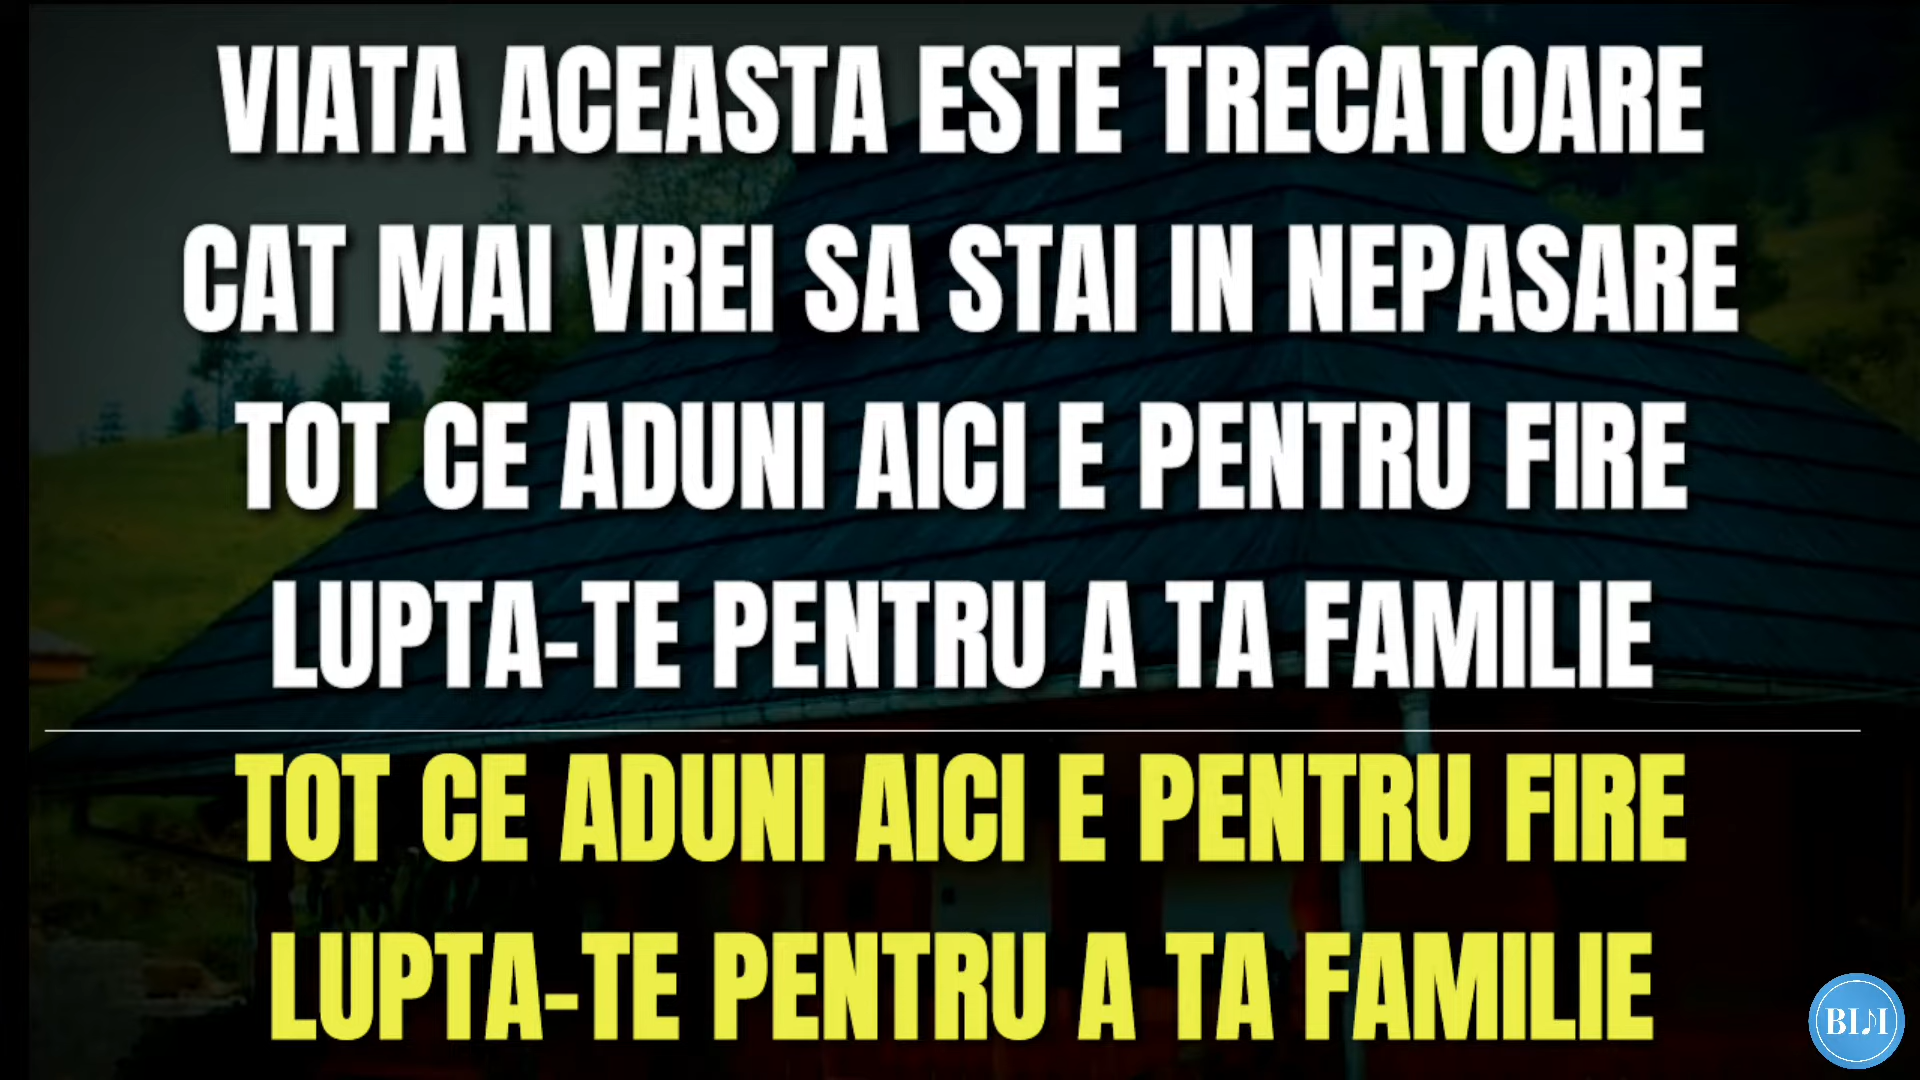 VIATA ACEASTA ESTE TRECATOARE
CAT MAI VREI SA STAI IN NEPASARE
TOT CE ADUNI AICI E PENTRU FIRE
LUPTA-TE PENTRU A TA FAMILIE
TOT CE ADUNI AICI E PENTRU FIRE
LUPTA-TE PENTRU A TA FAMILIE